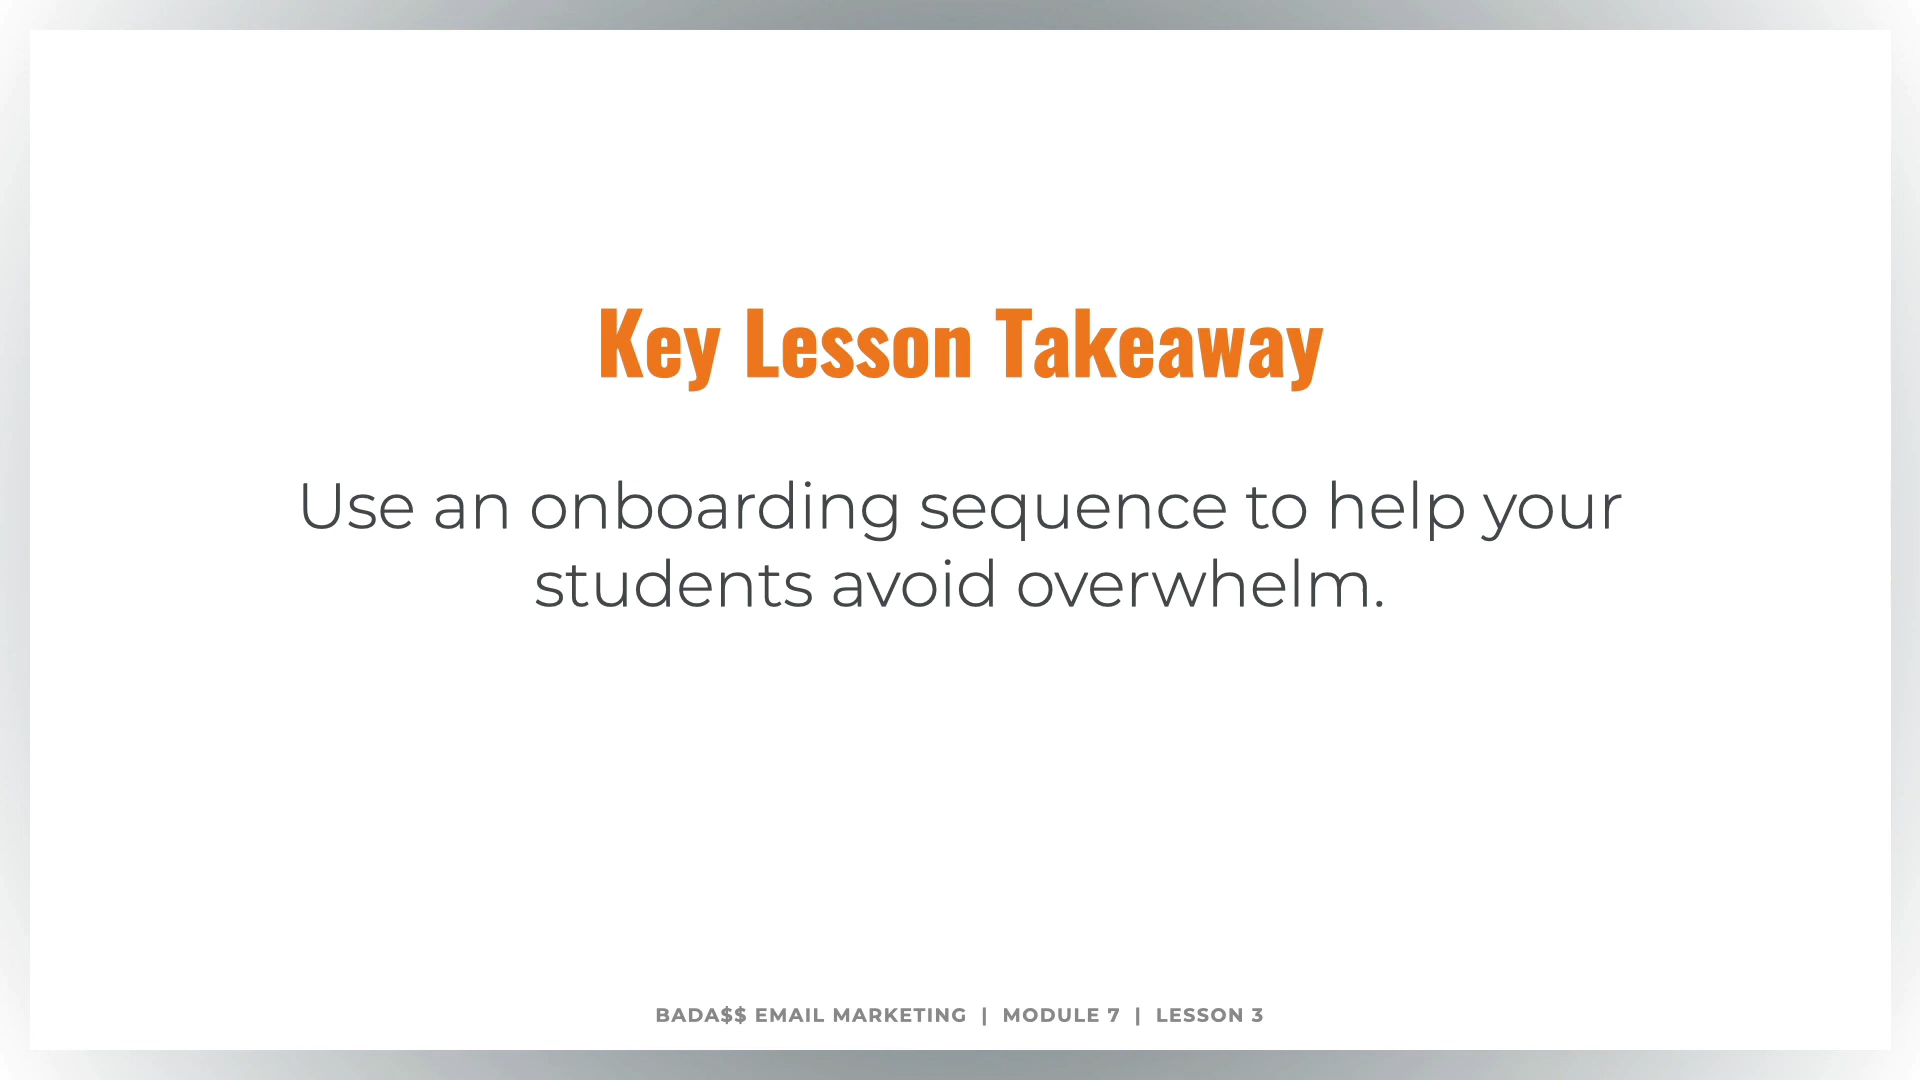 Key Lesson Takeaway
Use an onboarding sequence to help your
students avoid overwhelm.
BADA$$ EMAIL MARKETING | MODULE 7 | LESSON 3